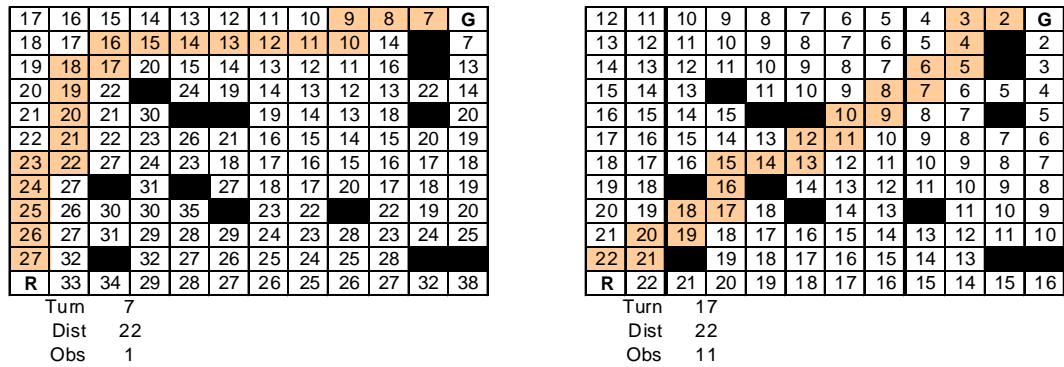 17 16 15 14 13 12 11 10 9 8 7 G
18 17 16 15 14 13 12 11 10 14 7
19 18 17 20 15 14 13 12 11 16 13
20 19 22 24 19 14 13 12 13 22 14
21 20 21 30 19 14 13 18 20
22 21 22 23 26 21 16 15 14 15 20 19
23 22 27 24 23 18 17 16 15 16 17 18
24 27 31 27 18 17 20 17 18 19
25 26 30 30 35 23 22 22 19 20
26 27 31 29 28 29 24 23 28 23 24 25
27 32 32 27 26 25 24 25 28
R 33 34 29 28 27 26 25 26 27 32 38
Turn 7
Dist 22
Obs 1
12 11 10 9 8 7 6 5 4 3 2 G
13 12 11 10 9 8 7 6 5 4 2
14 13 12 11 10 9 8 7 6 5 3
15 14 13 11 10 9 8 7 6 5 4
16 15 14 15 10 9 8 7 5
17 16 15 14 13 12 11 10 9 8 7 6
18 17 16 15 14 13 12 11 10 9 8 7
19 18 16 14 13 12 11 10 9 8
20 19 18 17 18 14 13 11 10 9
21 20 19 18 17 16 15 14 13 12 11 10
22 21 19 18 17 16 15 14 13
R 22 21 20 19 18 17 16 15 14 15 16
Turn 17
Dist 22
Obs 11